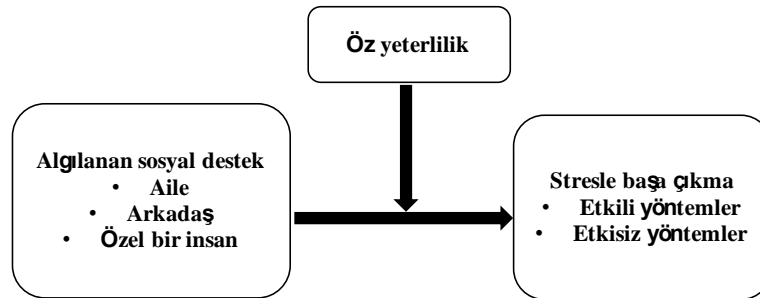 Öz yeterlilik
Algılanan sosyal destek
• Aile
• Arkadaş
• Özel bir insan
Stresle başa çıkma
• Etkili yöntemler
• Etkisiz yöntemler